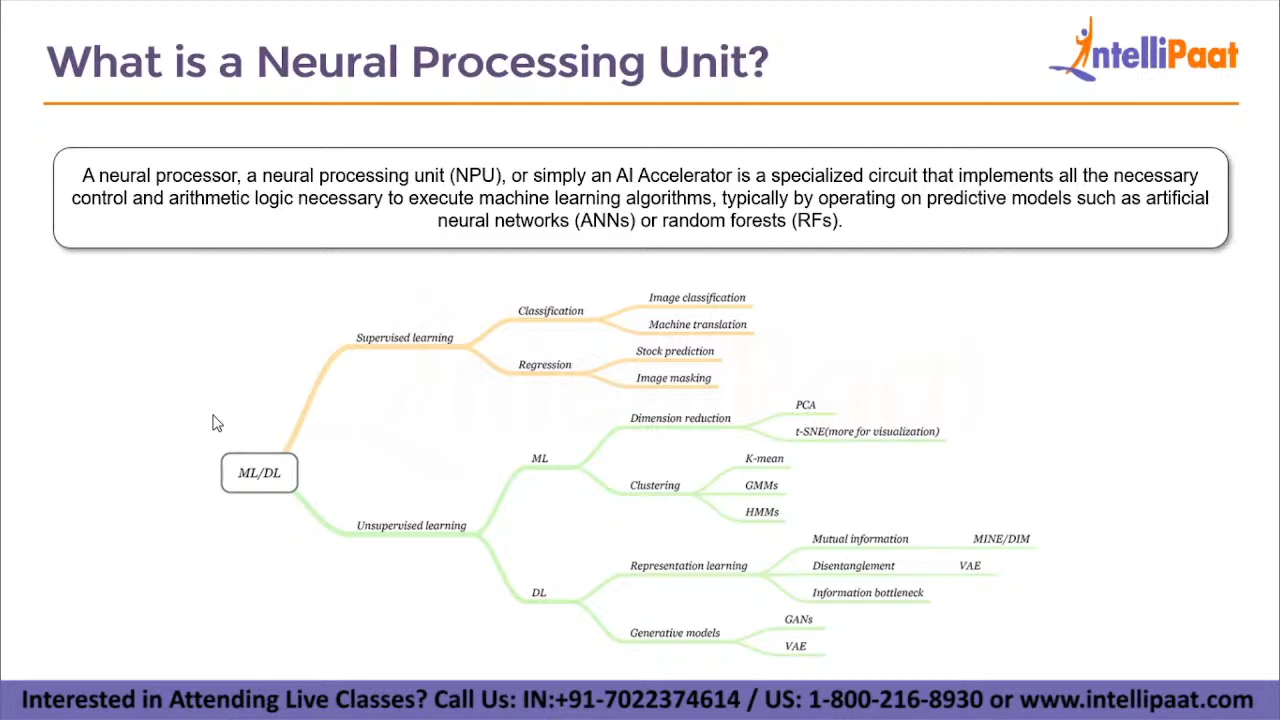 What is a Neural Processing Unit?
IntelliPaat
A neural processor, a neural processing unit (NPU), or simply an AI Accelerator is a specialized circuit that implements all the necessary
control and arithmetic logic necessary to execute machine learning algorithms, typically by operating on predictive models such as artificial
neural networks (ANNs) or random forests (RFs).
ML/DL
Supervised learning
Classification
Image classification
Machine translation
Regression
Stock prediction
Image masking
Unsupervised learning
ML
Dimension reduction
PCA
t-SNE(more for visualization)
Clustering
K-mean
GMMs
HMMs
DL
Representation learning
Mutual information
MINE/DIM
Disentanglement
VAE
Information bottleneck
Generative models
GANs
VAE
Interested in Attending Live Classes? Call Us: IN:+91-7022374614 / US: 1-800-216-8930 or www.intellipaat.com